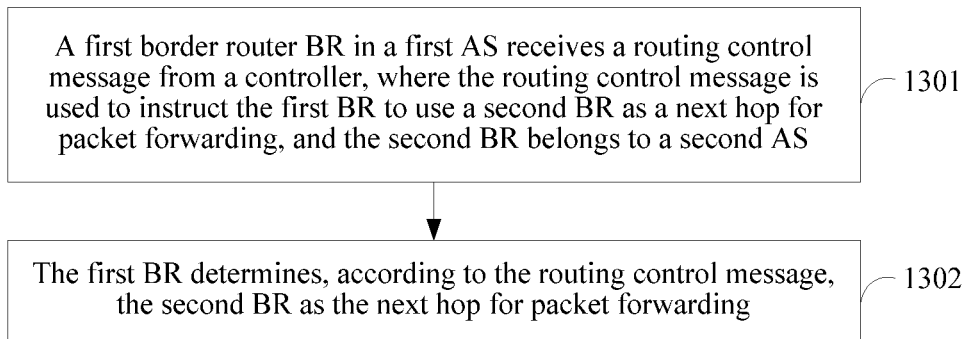 A first border router BR in a first AS receives a routing control
message from a controller, where the routing control message is
used to instruct the first BR to use a second BR as a next hop for
packet forwarding, and the second BR belongs to a second AS
1301
The first BR determines, according to the routing control message,
the second BR as the next hop for packet forwarding
1302